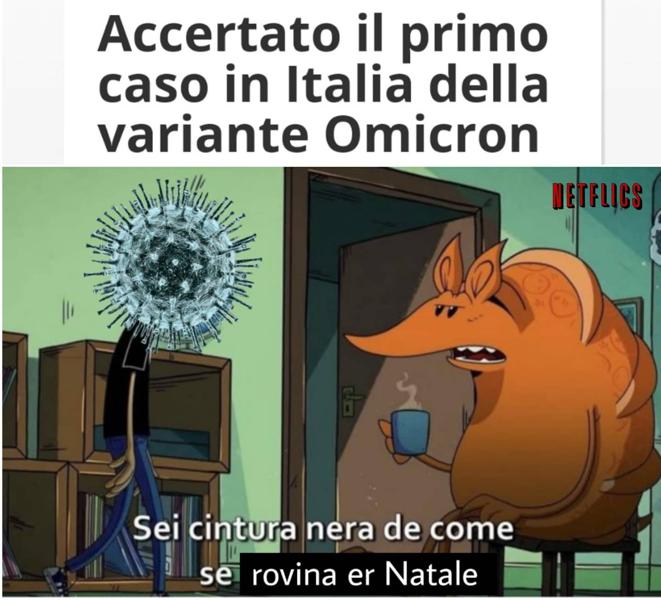 Accertato il primo
caso in Italia della
variante Omicron
NETFLICS
Sei cintura nera de come
se rovina er Natale